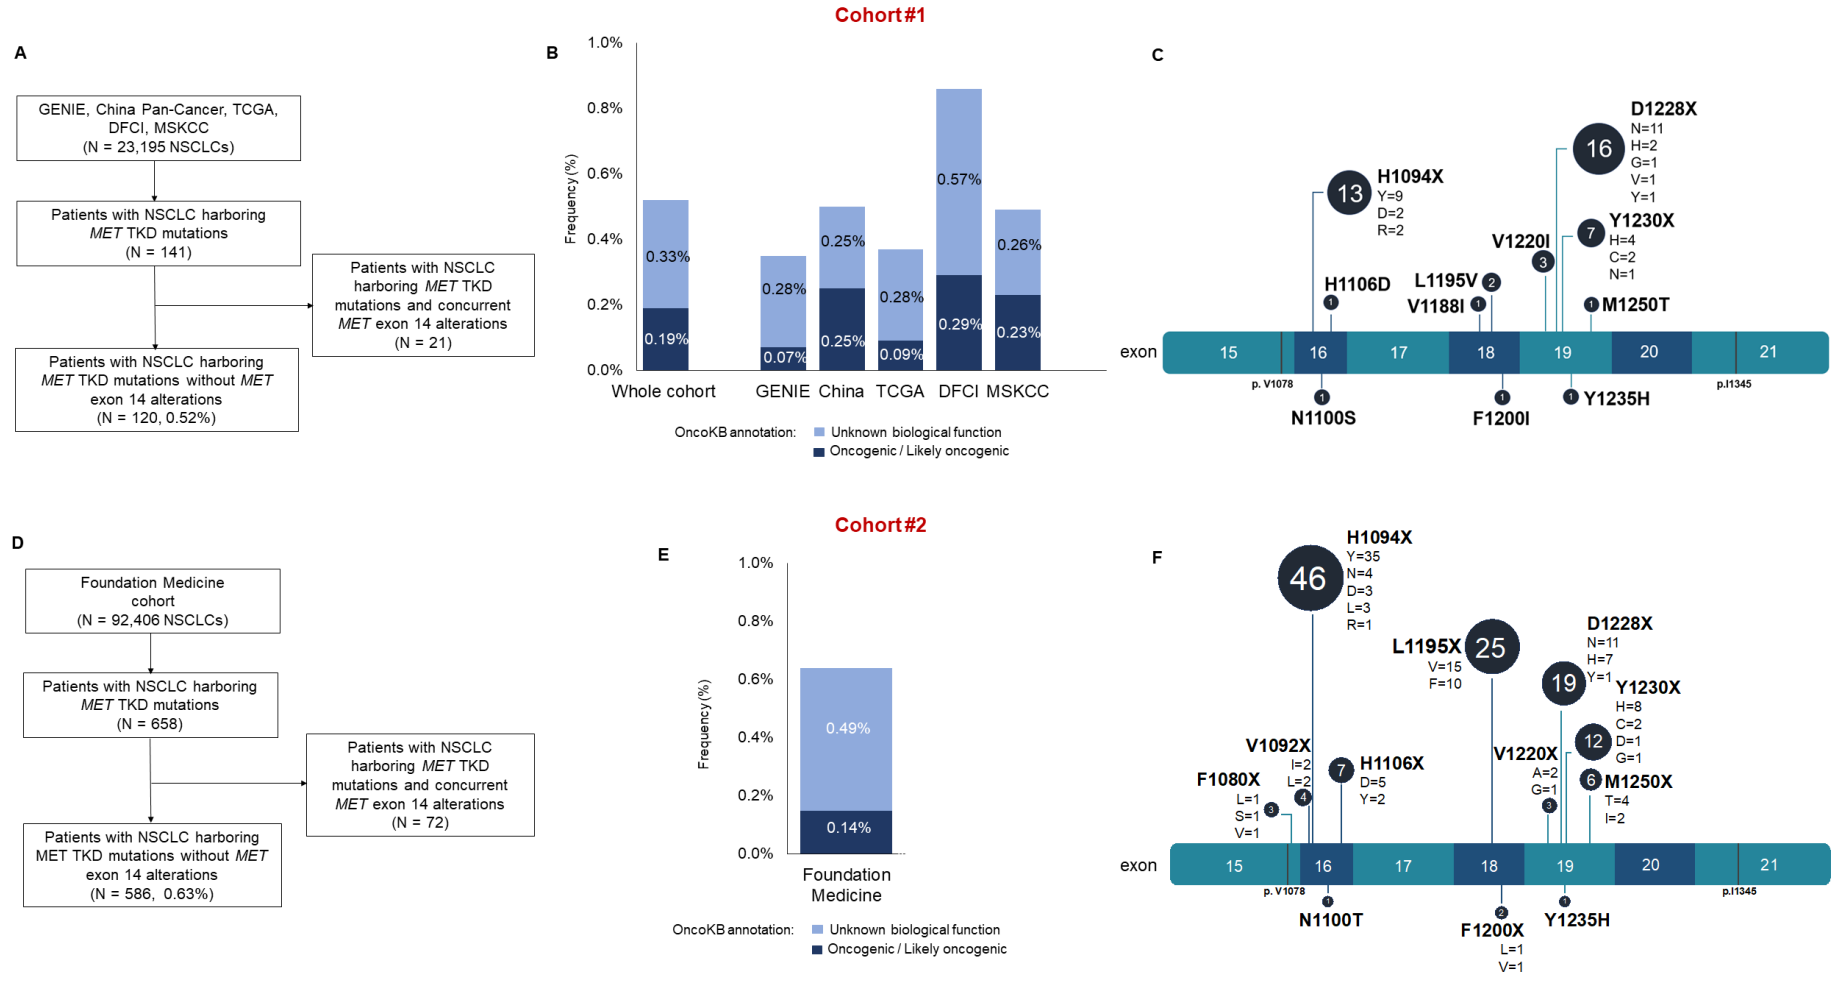 Cohort #1
A
GENIE, China Pan-Cancer, TCGA,
DFCI, MSKCC
(N = 23,195 NSCLCs)
Patients with NSCLC harboring
MET TKD mutations
(N = 141)
Patients with NSCLC
harboring MET TKD
mutations and concurrent
MET exon 14 alterations
(N = 21)
Patients with NSCLC harboring
MET TKD mutations without MET
exon 14 alterations
(N = 120, 0.52%)
B
Frequency (%)
1.0%
0.8%
0.6%
0.4%
0.2%
0.0%
0.33%
0.19%
0.28%
0.07%
0.25%
0.25%
0.28%
0.09%
0.57%
0.29%
0.26%
0.23%
Whole cohort
GENIE
China
TCGA
DFCI
MSKCC
OncoKB annotation:
Unknown biological function
Oncogenic / Likely oncogenic
C
13
H1094X
Y=9
D=2
R=2
1
H1106D
16
D1228X
N=11
H=2
G=1
V=1
Y=1
7
Y1230X
H=4
C=2
N=1
V1220I
3
L1195V
2
V1188I
1
1
M1250T
exon
15
16
17
18
19
20
21
p. V1078
p.I1345
1
N1100S
1
F1200I
1
Y1235H
Cohort #2
D
Foundation Medicine
cohort
(N = 92,406 NSCLCs)
Patients with NSCLC harboring
MET TKD mutations
(N = 658)
Patients with NSCLC
harboring MET TKD
mutations and concurrent
MET exon 14 alterations
(N = 72)
Patients with NSCLC harboring
MET TKD mutations without MET
exon 14 alterations
(N = 586, 0.63%)
E
Frequency (%)
1.0%
0.8%
0.6%
0.4%
0.2%
0.0%
0.49%
0.14%
Foundation
Medicine
OncoKB annotation:
Unknown biological function
Oncogenic / Likely oncogenic
F
46
H1094X
Y=35
N=4
D=3
L=3
R=1
L1195X
V=15
F=10
25
D1228X
N=11
H=7
Y=1
19
Y1230X
H=8
C=2
D=1
G=1
12
V1092X
I=2
L=2
4
F1080X
L=1
S=1
V=1
3
7
H1106X
D=5
Y=2
V1220X
A=2
G=1
3
6
M1250X
T=4
I=2
exon
15
16
17
18
19
20
21
p. V1078
p.I1345
1
N1100T
2
F1200X
L=1
V=1
1
Y1235H